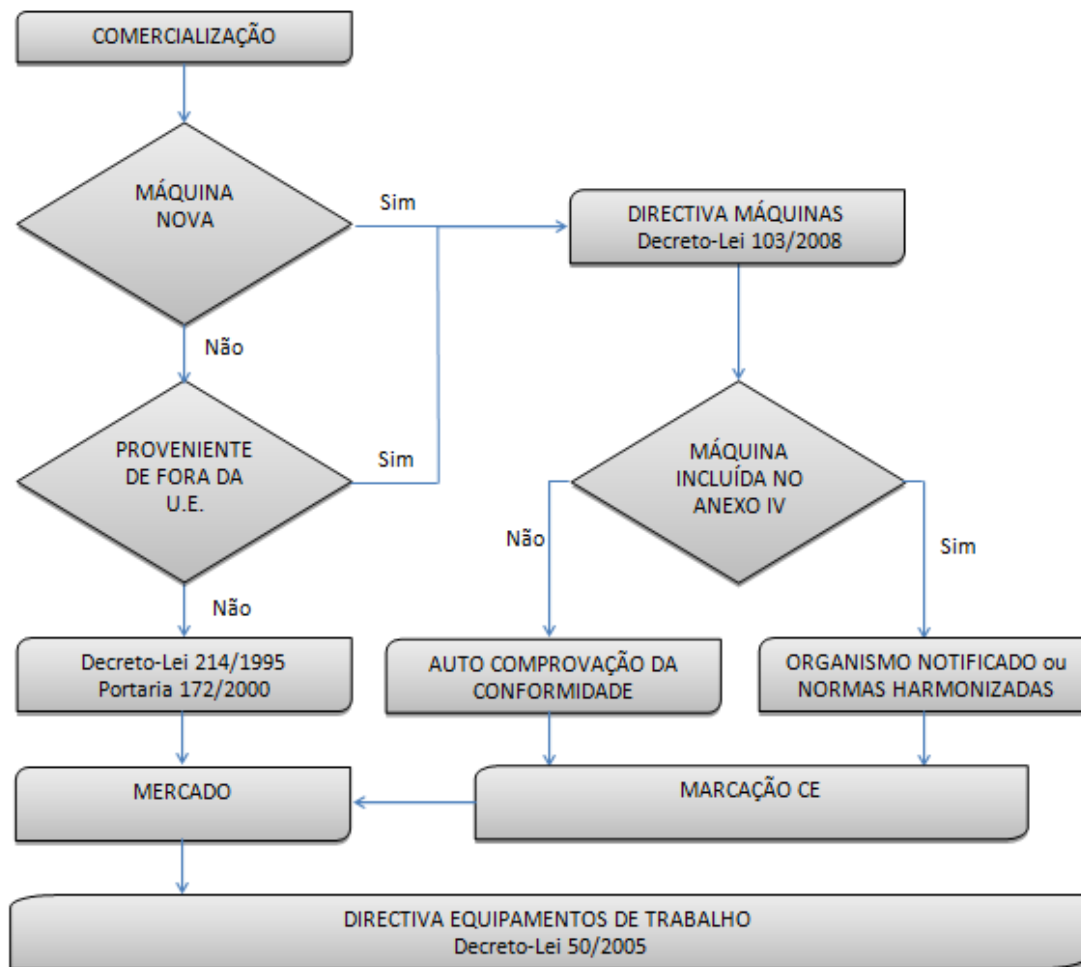 COMERCIALIZAÇÃO
MÁQUINA
NOVA
Sim
DIRECTIVA MÁQUINAS
Decreto-Lei 103/2008
Não
PROVENIENTE
DE FORA DA
U.E.
Sim
MÁQUINA
INCLUÍDA NO
ANEXO IV
Não
Sim
Não
Decreto-Lei 214/1995
Portaria 172/2000
AUTO COMPROVAÇÃO DA
CONFORMIDADE
ORGANISMO NOTIFICADO ou
NORMAS HARMONIZADAS
MERCADO
MARCAÇÃO CE
DIRECTIVA EQUIPAMENTOS DE TRABALHO
Decreto-Lei 50/2005